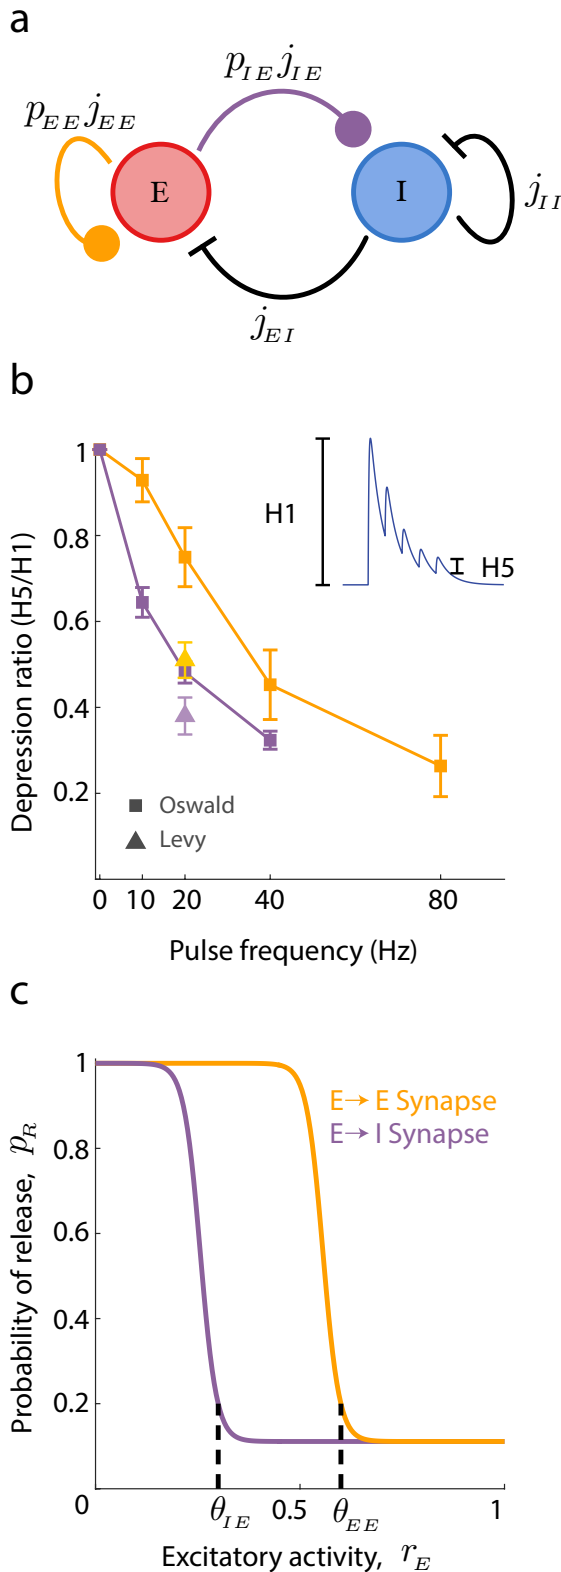 a
p_IE j_IE
p_EE j_EE
E
I
j_II
j_EI
b
1
0.8
0.6
0.4
0.2
Depression ratio (H5/H1)
H1
H5
Oswald
Levy
0 10 20 40 80
Pulse frequency (Hz)
c
1
0.8
0.6
0.4
0.2
0
Probability of release, p_R
E→ E Synapse
E→ I Synapse
θ_IE 0.5 θ_EE 1
Excitatory activity, r_E